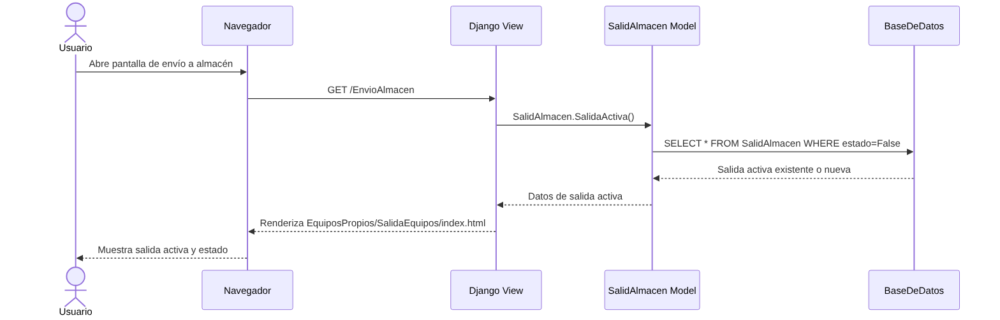 Usuario
Navegador
Django View
SalidAlmacen Model
BaseDeDatos
Abre pantalla de envío a almacén
GET /EnvioAlmacen
SalidAlmacen.SalidaActiva()
SELECT * FROM SalidAlmacen WHERE estado=False
Salida activa existente o nueva
Datos de salida activa
Renderiza EquiposPropios/SalidaEquipos/index.html
Muestra salida activa y estado
Usuario
Navegador
Django View
SalidAlmacen Model
BaseDeDatos